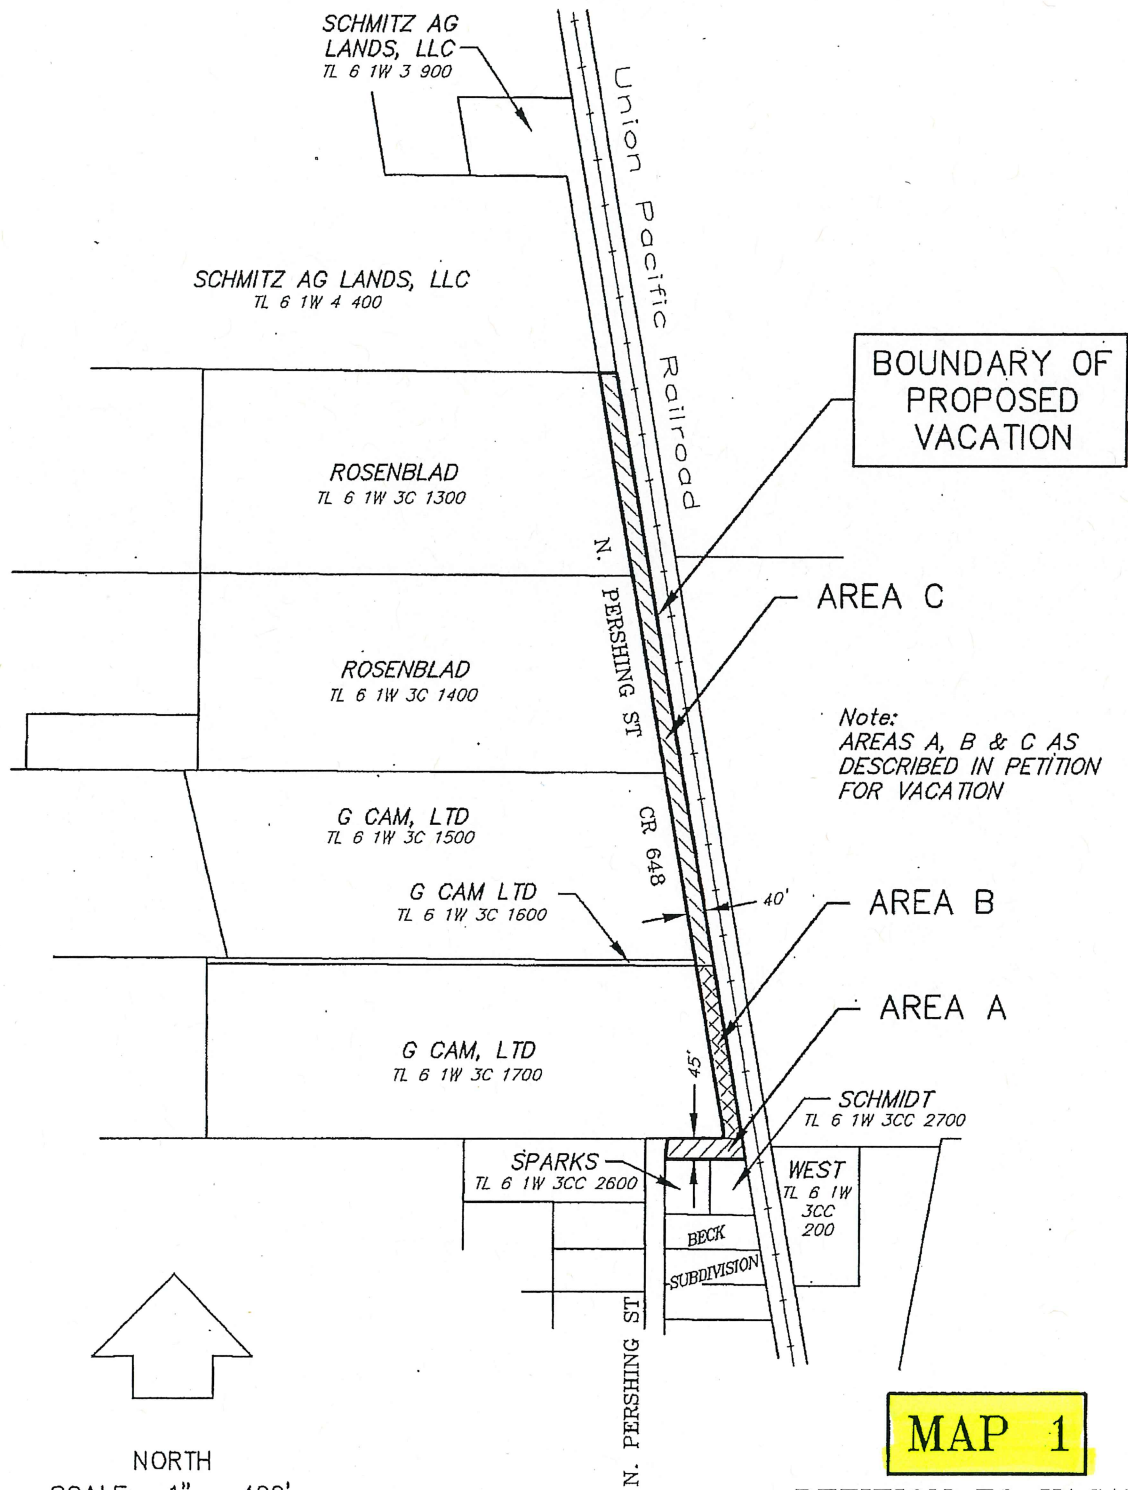 SCHMITZ AG
LANDS, LLC
TL 6 1W 3 900
Union Pacific Railroad
SCHMITZ AG LANDS, LLC
TL 6 1W 4 400
BOUNDARY OF
PROPOSED
VACATION
ROSENBLAD
TL 6 1W 3C 1300
N. PERSHING ST
AREA C
ROSENBLAD
TL 6 1W 3C 1400
Note:
AREAS A, B & C AS
DESCRIBED IN PETITION
FOR VACATION
G CAM, LTD
TL 6 1W 3C 1500
CR 648
G CAM LTD
TL 6 1W 3C 1600
40'
AREA B
AREA A
G CAM, LTD
TL 6 1W 3C 1700
45'
SCHMIDT
TL 6 1W 3CC 2700
SPARKS
TL 6 1W 3CC 2600
WEST
TL 6 1W
3CC
200
BECK
SUBDIVISION
N. PERSHING ST
MAP 1
NORTH